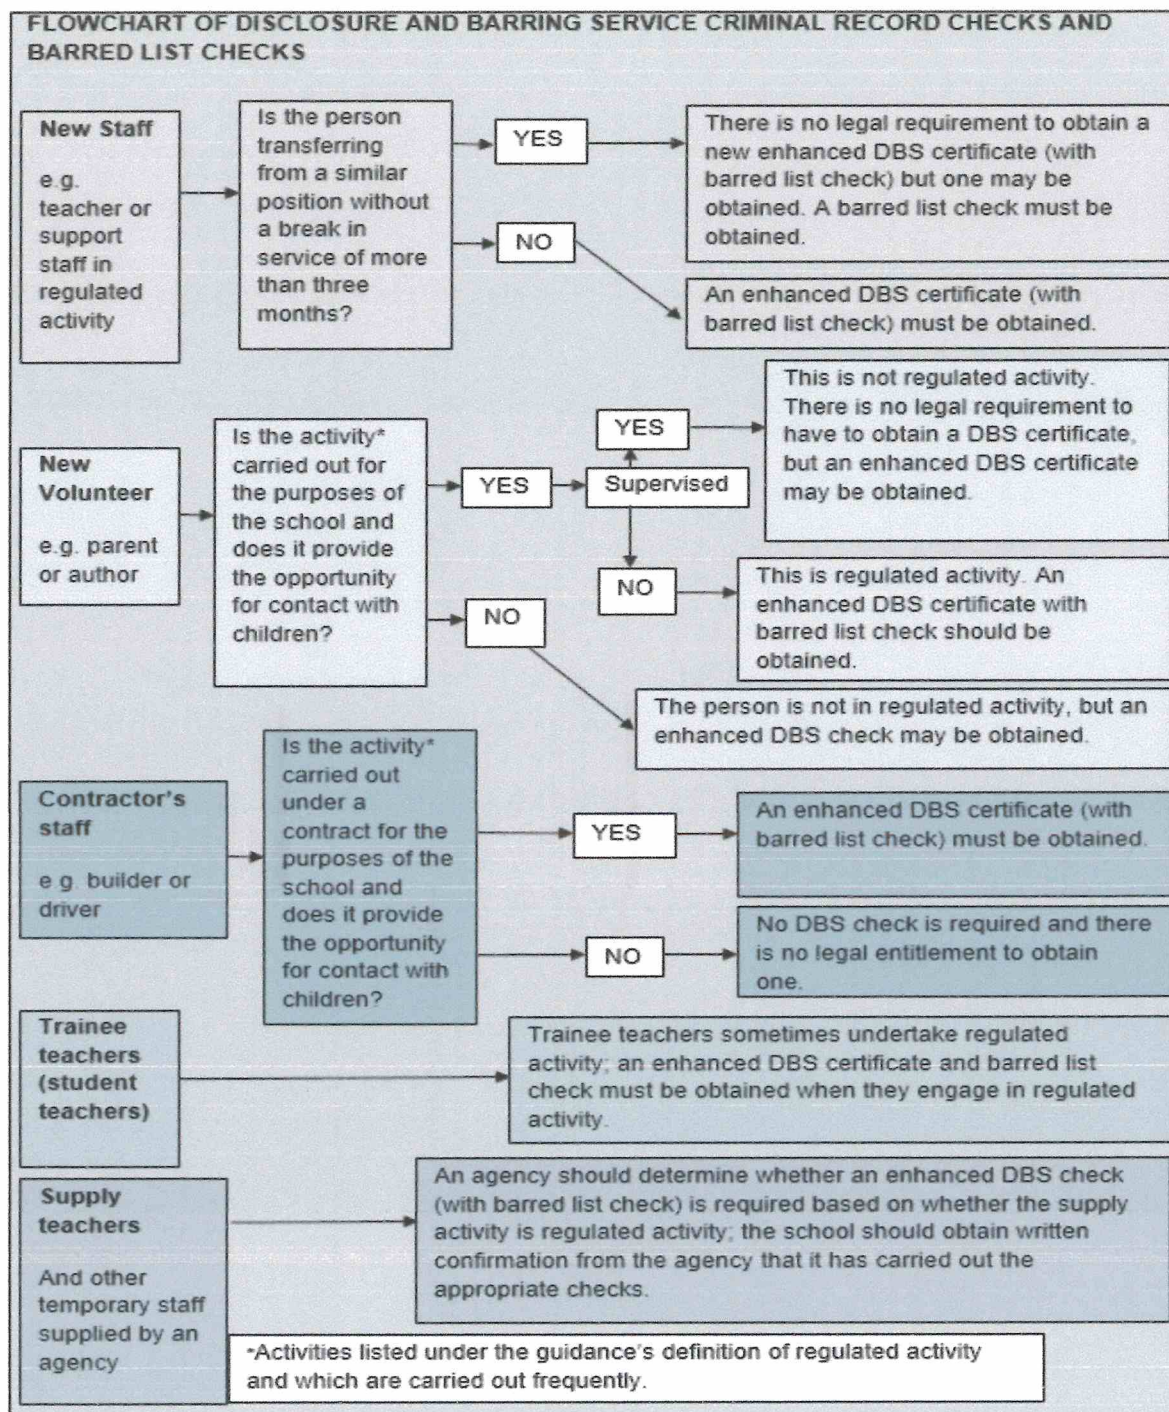 FLOWCHART OF DISCLOSURE AND BARRING SERVICE CRIMINAL RECORD CHECKS AND
BARRED LIST CHECKS
New Staff
e.g.
teacher or
support
staff in
regulated
activity
Is the person
transferring
from a similar
position without
a break in
service of more
than three
months?
YES
There is no legal requirement to obtain a
new enhanced DBS certificate (with
barred list check) but one may be
obtained. A barred list check must be
obtained.
NO
An enhanced DBS certificate (with
barred list check) must be obtained.
New
Volunteer
e.g. parent
or author
Is the activity*
carried out for
the purposes of
the school and
does it provide
the opportunity
for contact with
children?
YES
Supervised
YES
This is not regulated activity.
There is no legal requirement to
have to obtain a DBS certificate,
but an enhanced DBS certificate
may be obtained.
NO
This is regulated activity. An
enhanced DBS certificate with
barred list check should be
obtained.
NO
The person is not in regulated activity, but an
enhanced DBS check may be obtained.
Contractor's
staff
e g. builder or
driver
Is the activity*
carried out
under a
contract for the
purposes of the
school and
does it provide
the opportunity
for contact with
children?
YES
An enhanced DBS certificate (with
barred list check) must be obtained.
NO
No DBS check is required and there
is no legal entitlement to obtain
one.
Trainee
teachers
(student
teachers)
Trainee teachers sometimes undertake regulated
activity; an enhanced DBS certificate and barred list
check must be obtained when they engage in regulated
activity.
Supply
teachers
And other
temporary staff
supplied by an
agency
An agency should determine whether an enhanced DBS check
(with barred list check) is required based on whether the supply
activity is regulated activity; the school should obtain written
confirmation from the agency that it has carried out the
appropriate checks.
*Activities listed under the guidance's definition of regulated activity
and which are carried out frequently.